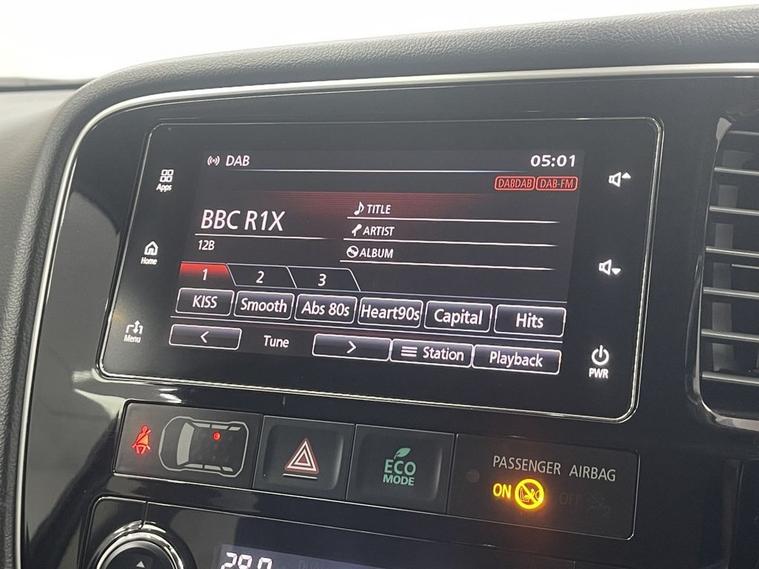 DAB 05:01
DABDAB DAB-FM
Apps
TITLE
BBC R1X
ARTIST
12B
ALBUM
Home
1 2 3
KISS Smooth Abs 80s Heart90s Capital Hits
Menu
< Tune > Station Playback
PWR
ECO
MODE
PASSENGER AIRBAG
ON OFF